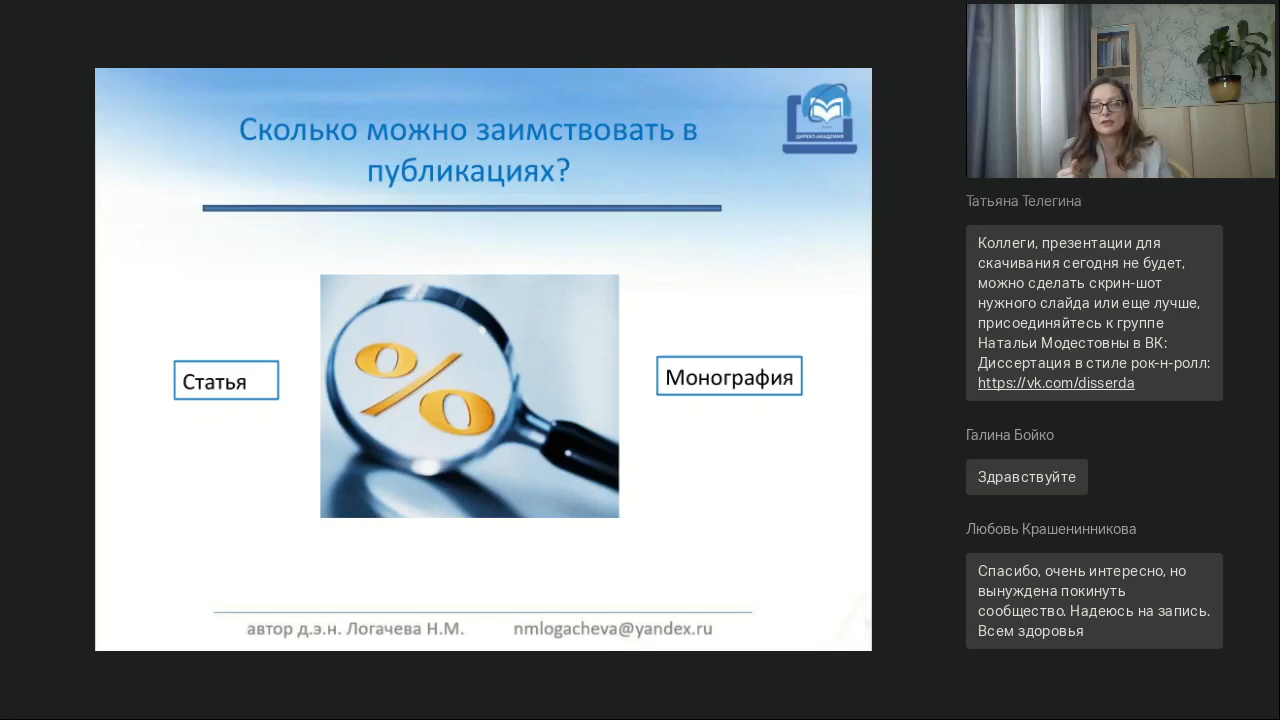 Сколько можно заимствовать в
публикациях?
ДИРЕКТ-АКАДЕМИЯ
%
Статья
Монография
автор д.э.н. Логачева Н.М. nmlogacheva@yandex.ru
Татьяна Телегина
Коллеги, презентации для
скачивания сегодня не будет,
можно сделать скрин-шот
нужного слайда или еще лучше,
присоединяйтесь к группе
Натальи Модестовны в ВК:
Диссертация в стиле рок-н-ролл:
https://vk.com/disserda
Галина Бойко
Здравствуйте
Любовь Крашенинникова
Спасибо, очень интересно, но
вынуждена покинуть
сообщество. Надеюсь на запись.
Всем здоровья